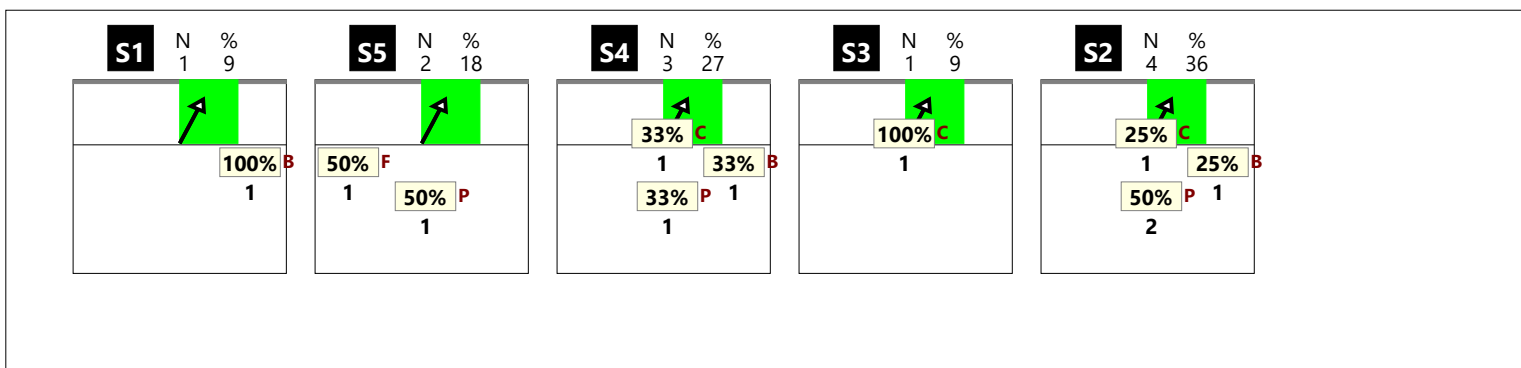 S1 N % 1 9
100% B
1
S5 N % 2 18
50% F
1
50% P
1
S4 N % 3 27
33% C
1
33% B
1
33% P
1
S3 N % 1 9
100% C
1
S2 N % 4 36
25% C
1
25% B
1
50% P
2